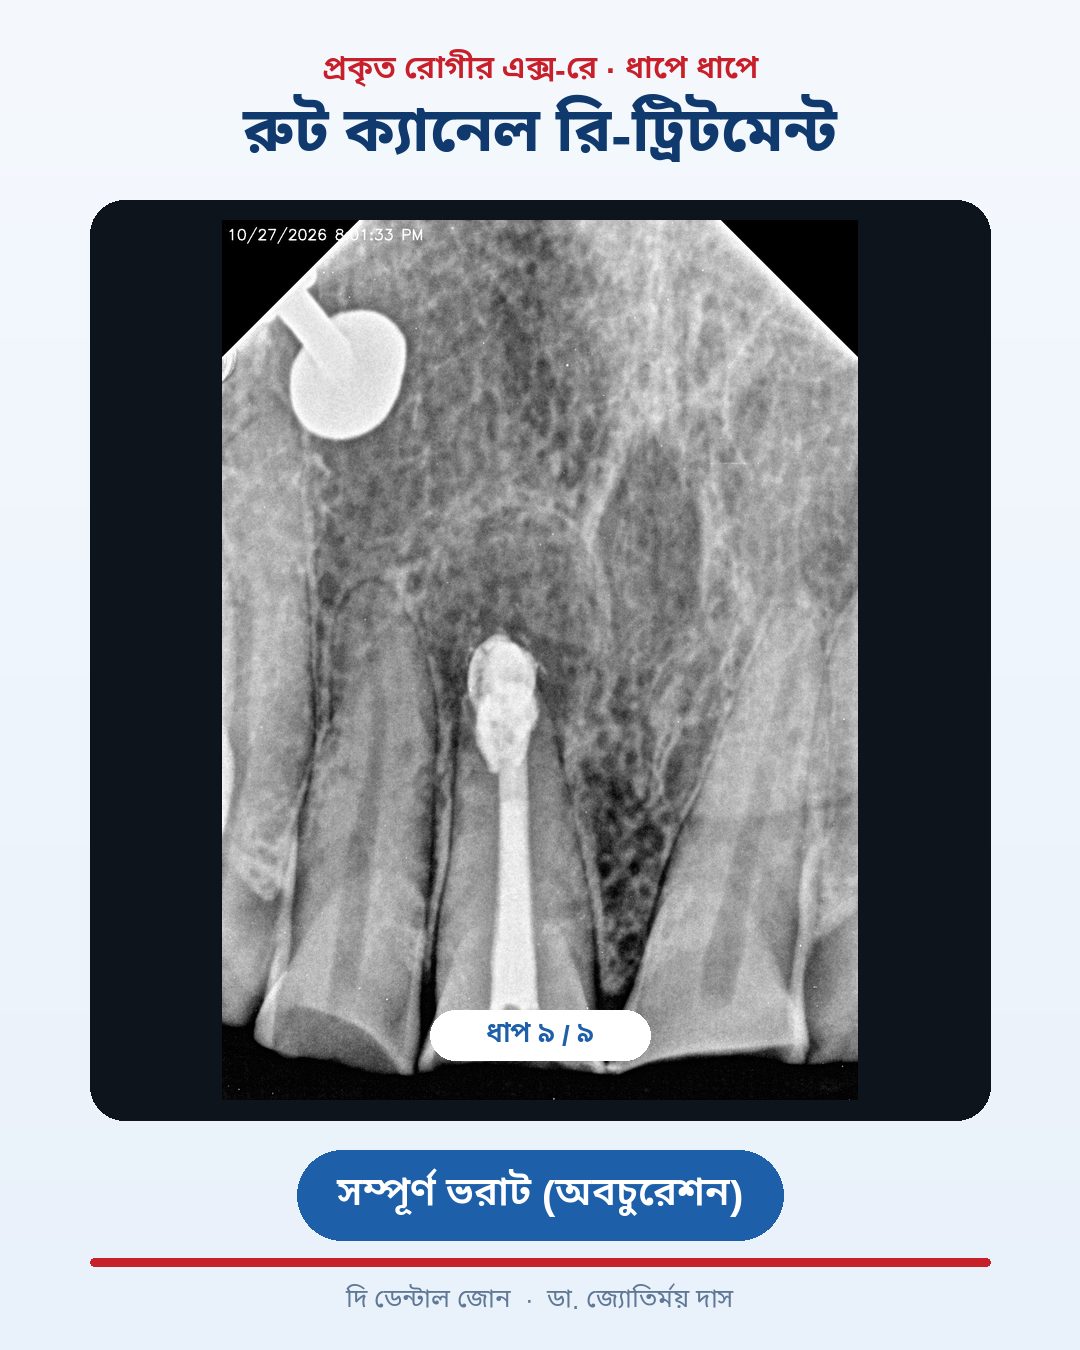 প্রকৃত রোগীর এক্স-রে · ধাপে ধাপে
রুট ক্যানেল রি-ট্রিটমেন্ট
10/27/2026 8:01:33 PM
ধাপ ৯ / ৯
সম্পূর্ণ ভরাট (অবচুরেশন)
দি ডেন্টাল জোন · ডা. জ্যোতির্ময় দাস